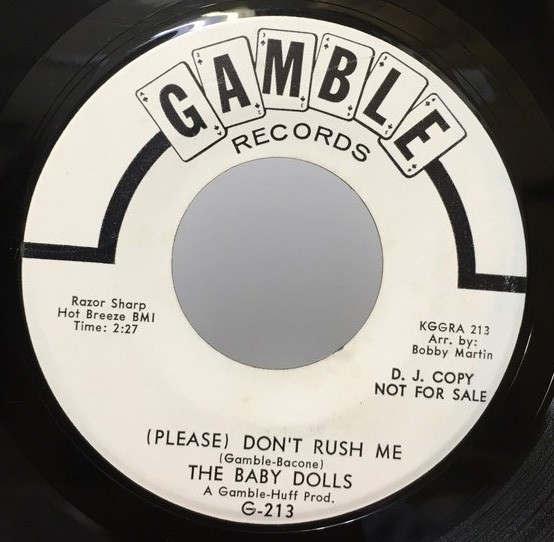 GAMBLE
RECORDS
Razor Sharp
Hot Breeze BMI
Time: 2:27
KGGRA 213
Arr. by:
Bobby Martin
D. J. COPY
NOT FOR SALE
(PLEASE) DON'T RUSH ME
(Gamble-Bacone)
THE BABY DOLLS
A Gamble-Huff Prod.
G-213